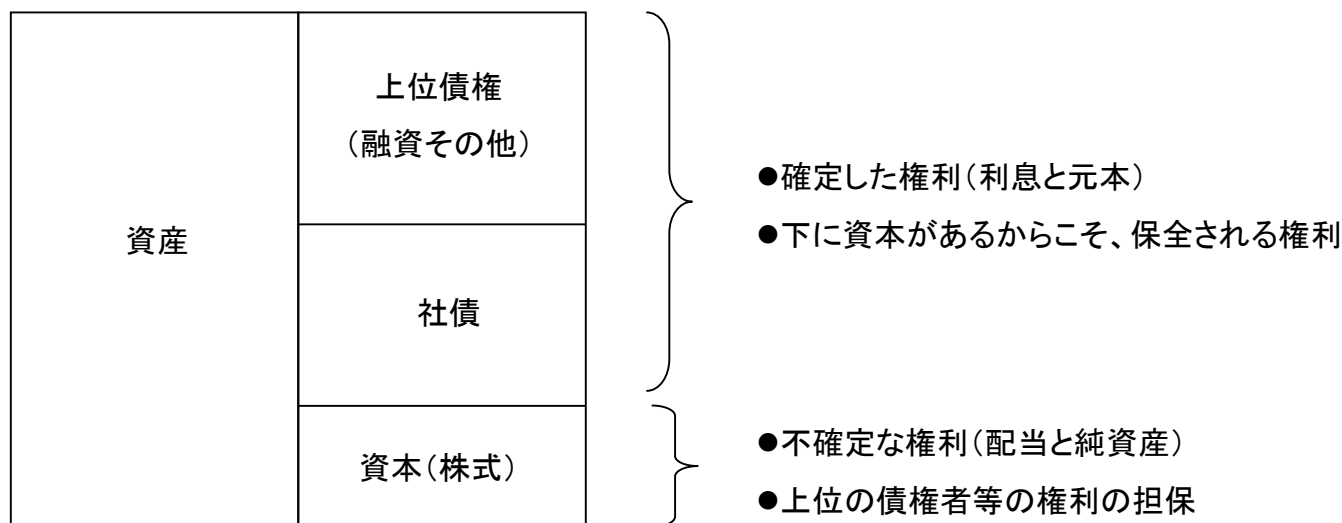 資産
上位債権
（融資その他）
社債
資本（株式）
●確定した権利（利息と元本）
●下に資本があるからこそ、保全される権利
●不確定な権利（配当と純資産）
●上位の債権者等の権利の担保